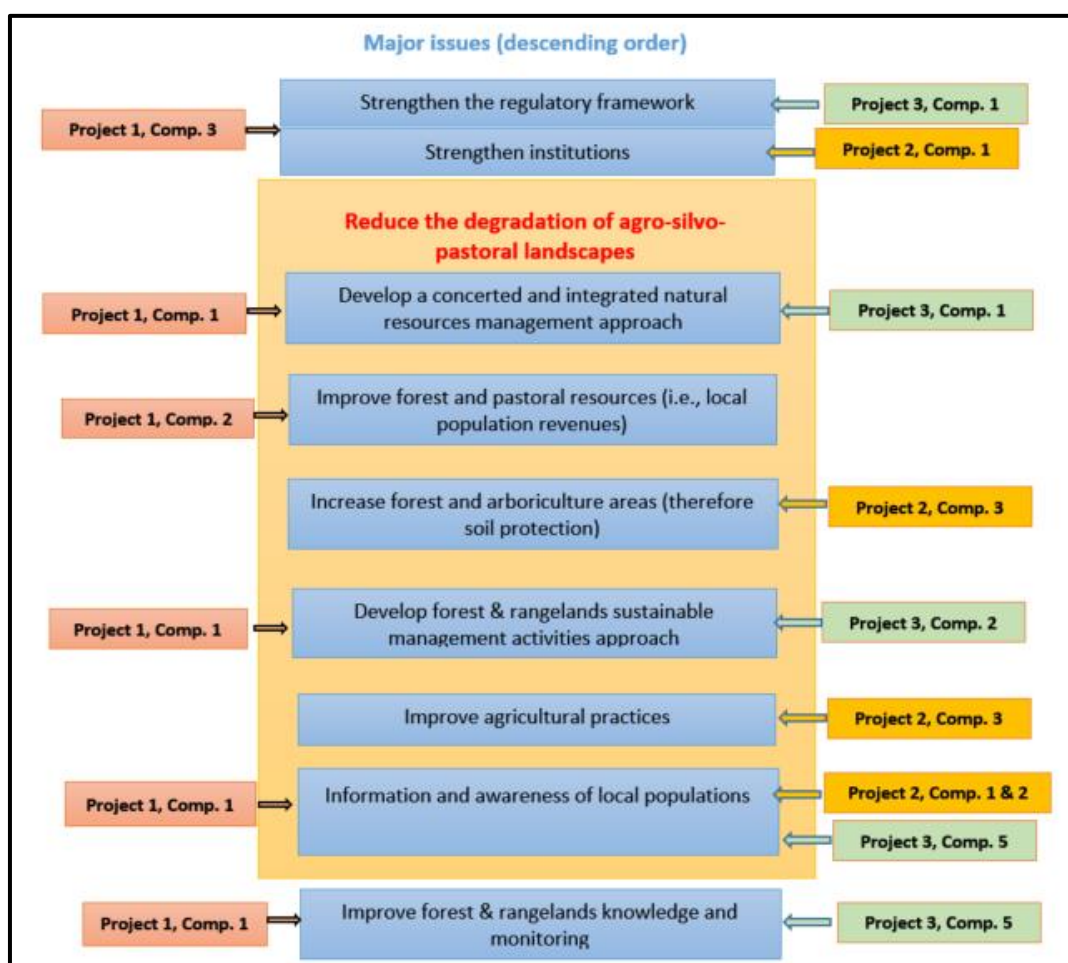 Major issues (descending order)
Strengthen the regulatory framework
Project 3, Comp. 1
Project 1, Comp. 3
Strengthen institutions
Project 2, Comp. 1
Reduce the degradation of agro-silvo-
pastoral landscapes
Project 1, Comp. 1
Develop a concerted and integrated natural
resources management approach
Project 3, Comp. 1
Project 1, Comp. 2
Improve forest and pastoral resources (i.e., local
population revenues)
Increase forest and arboriculture areas (therefore
soil protection)
Project 2, Comp. 3
Project 1, Comp. 1
Develop forest & rangelands sustainable
management activities approach
Project 3, Comp. 2
Improve agricultural practices
Project 2, Comp. 3
Project 1, Comp. 1
Information and awareness of local populations
Project 2, Comp. 1 & 2
Project 3, Comp. 5
Project 1, Comp. 1
Improve forest & rangelands knowledge and
monitoring
Project 3, Comp. 5